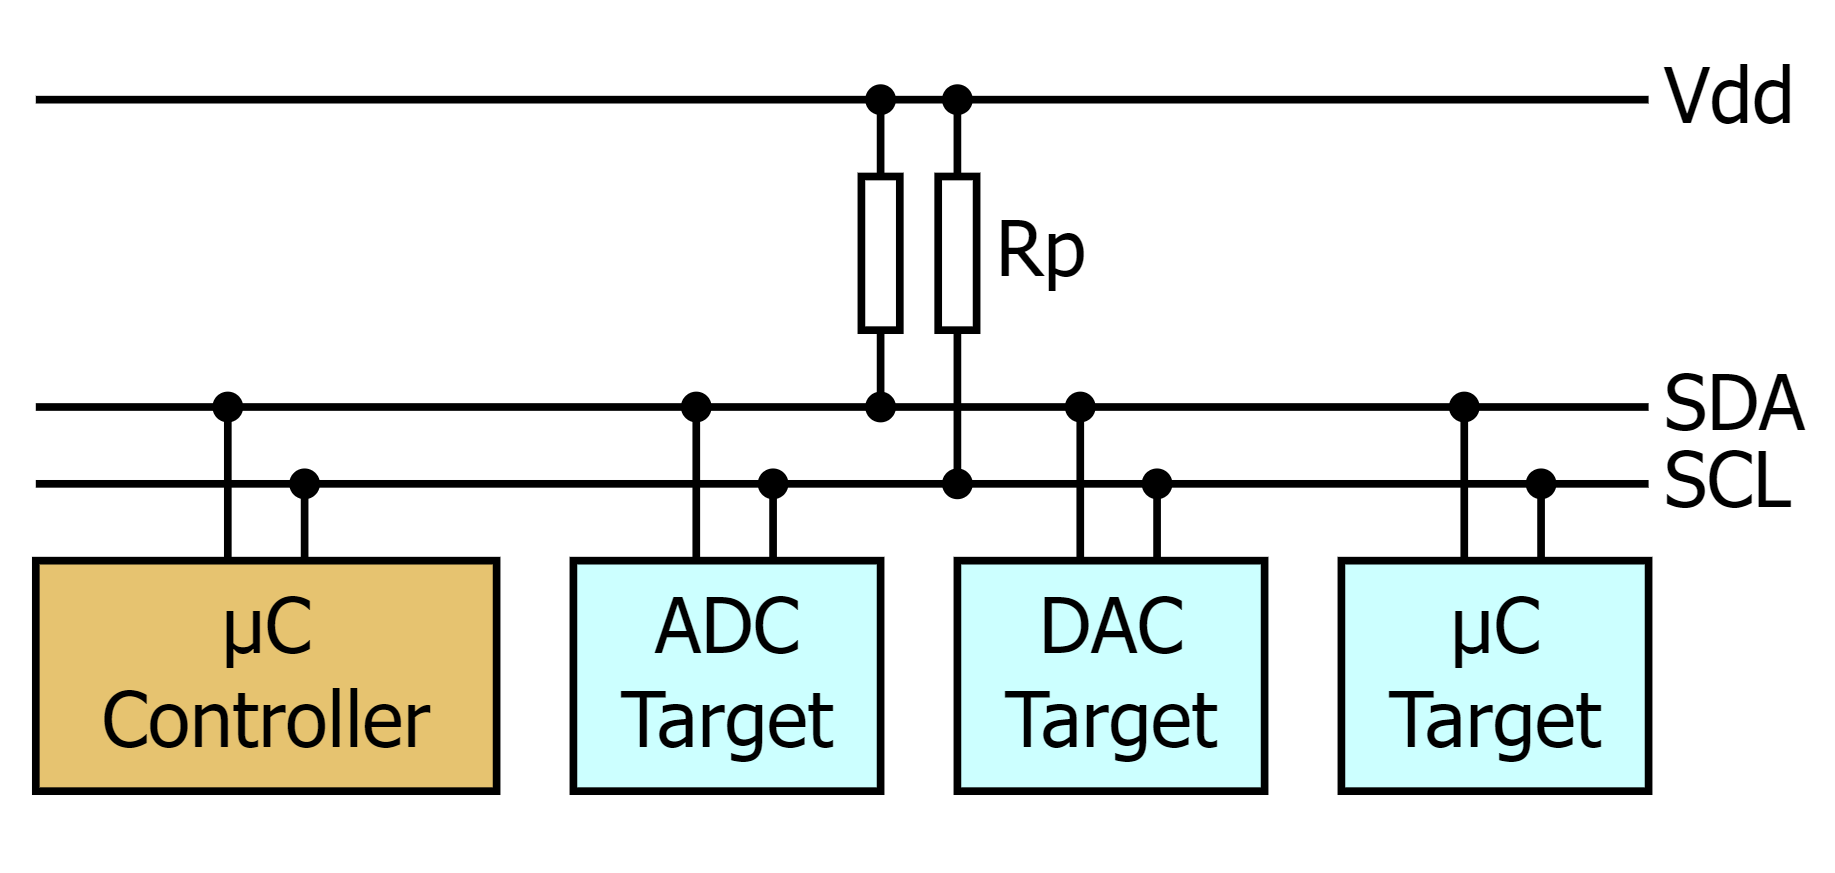 Vdd
Rp
SDA
SCL
µC
Controller
ADC
Target
DAC
Target
µC
Target